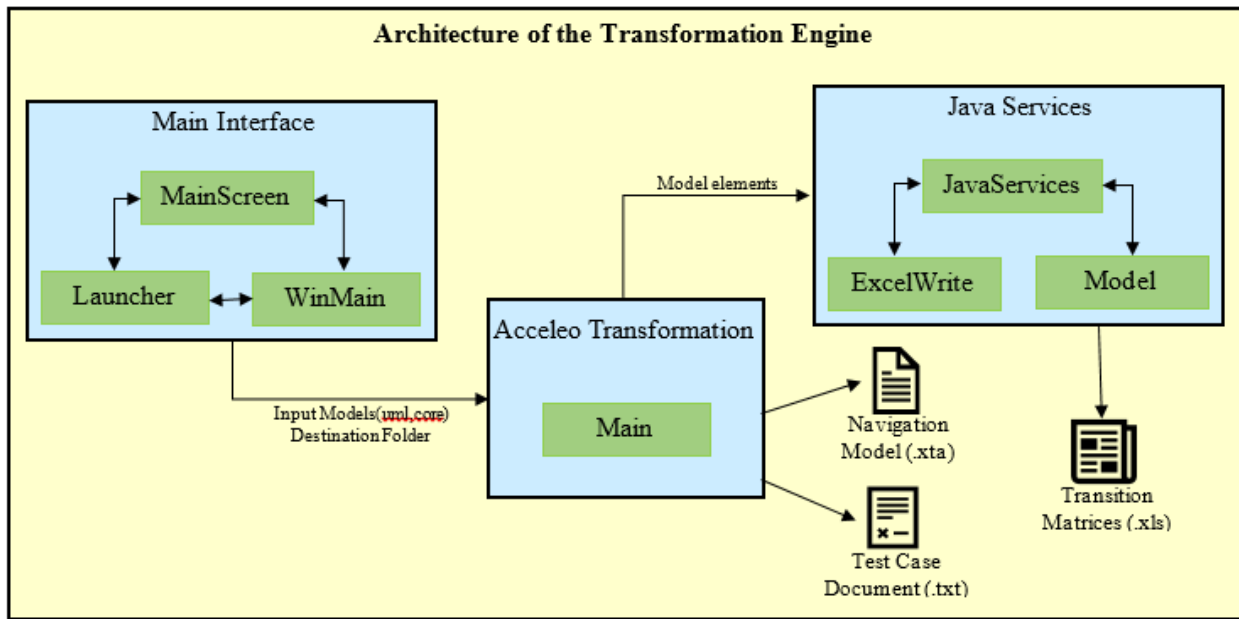 Architecture of the Transformation Engine
Main Interface
MainScreen
Launcher
WinMain
Input Models(uml,core)
Destination Folder
Acceleo Transformation
Main
Model elements
Java Services
JavaServices
ExcelWrite
Model
Navigation
Model (.xta)
Test Case
Document (.txt)
Transition
Matrices (.xls)